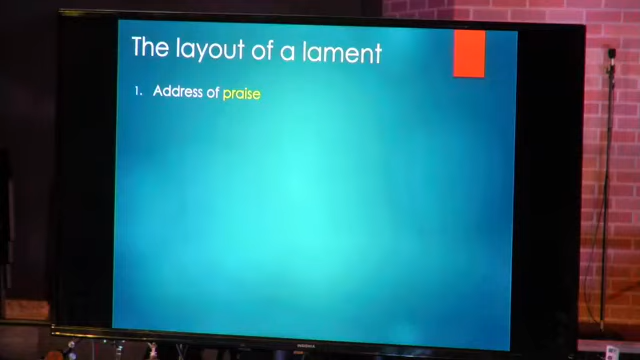 The layout of a lament
1. Address of praise